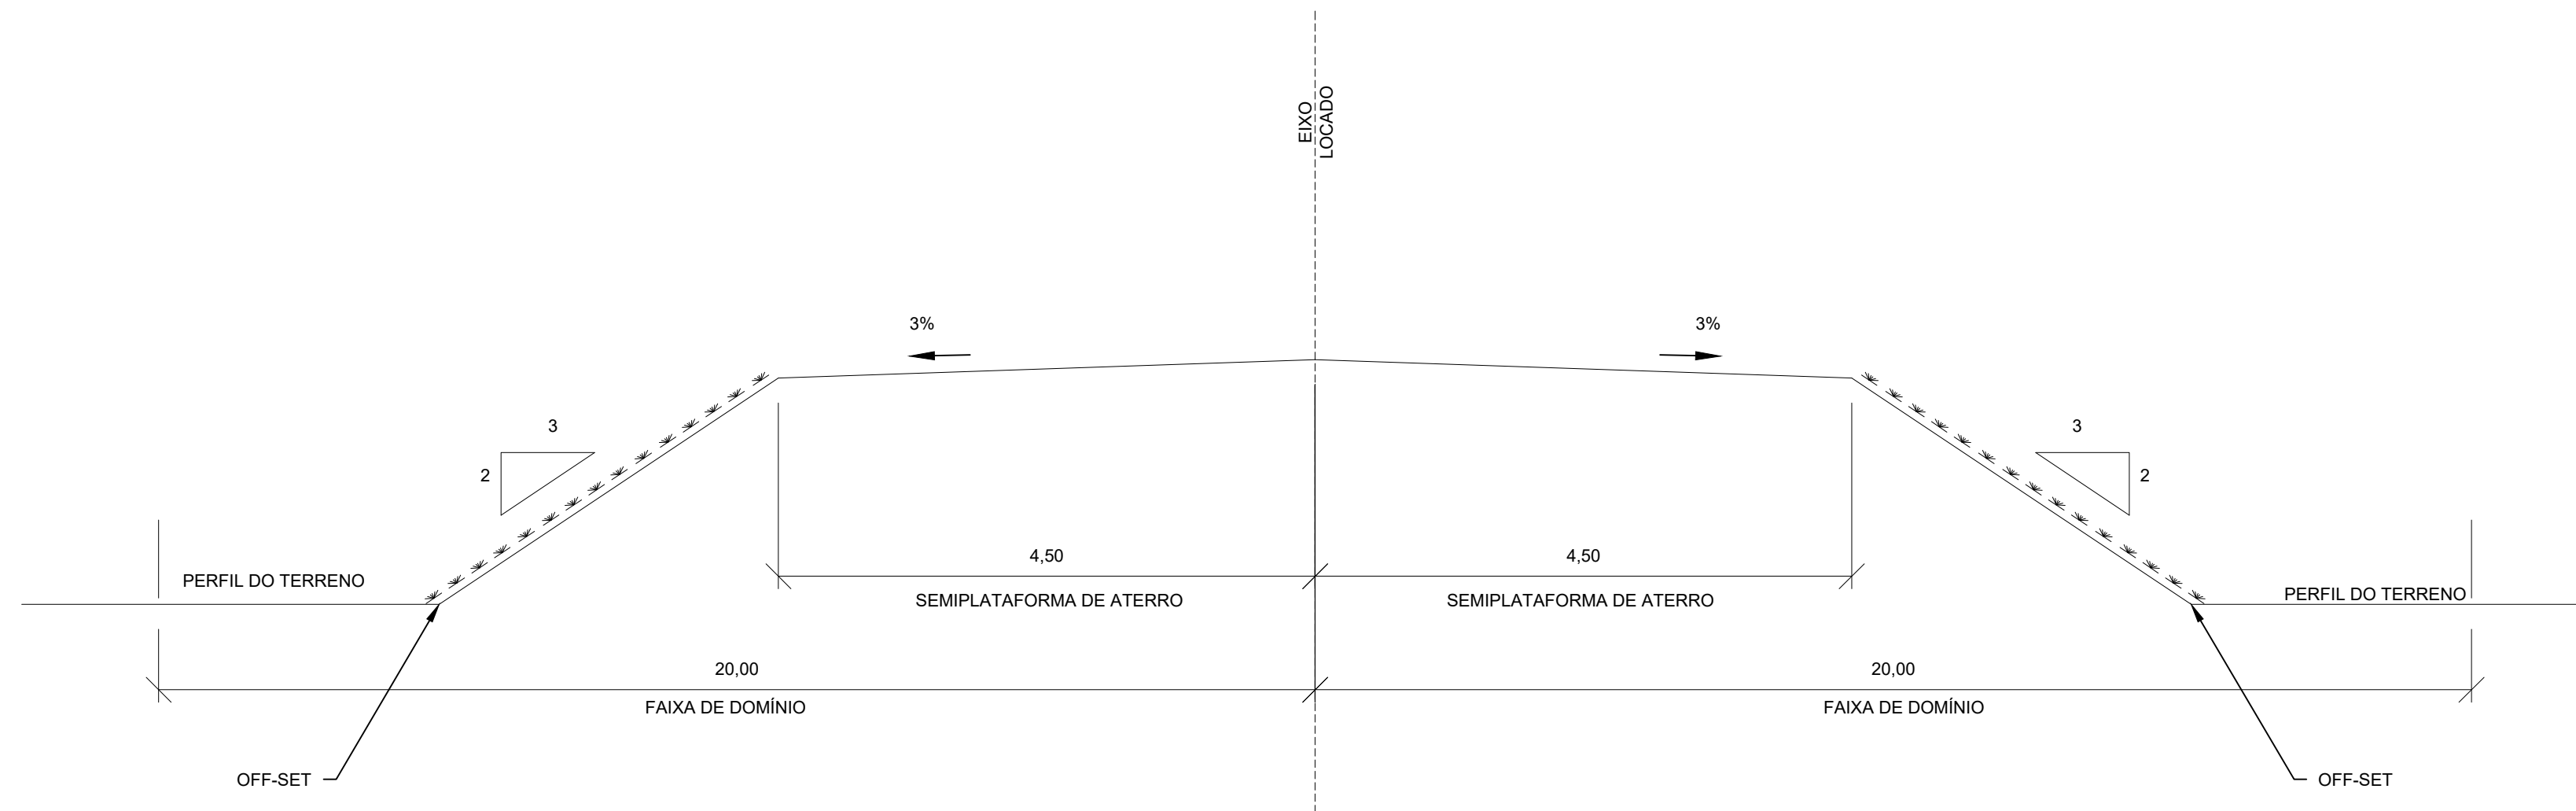 EIXO
LOCADO
3%
3%
3
3
2
2
4,50
4,50
PERFIL DO TERRENO
SEMIPLATAFORMA DE ATERRO
SEMIPLATAFORMA DE ATERRO
PERFIL DO TERRENO
20,00
20,00
FAIXA DE DOMÍNIO
FAIXA DE DOMÍNIO
OFF-SET
OFF-SET